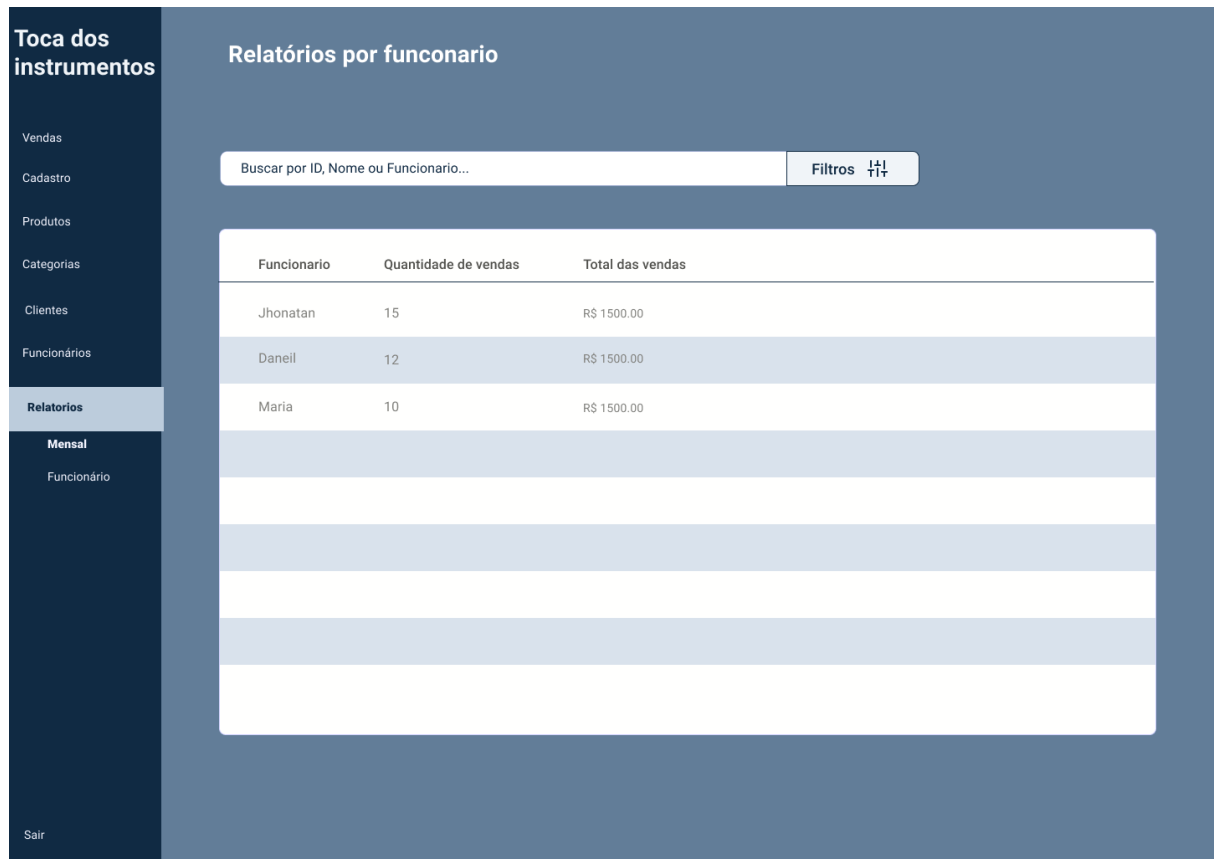 Toca dos
instrumentos
Vendas
Cadastro
Produtos
Categorias
Clientes
Funcionários
Relatorios
Mensal
Funcionário
Sair
Relatórios por funconario
Buscar por ID, Nome ou Funcionario...
Filtros
Funcionario Quantidade de vendas Total das vendas
Jhonatan 15 R$ 1500.00
Daneil 12 R$ 1500.00
Maria 10 R$ 1500.00